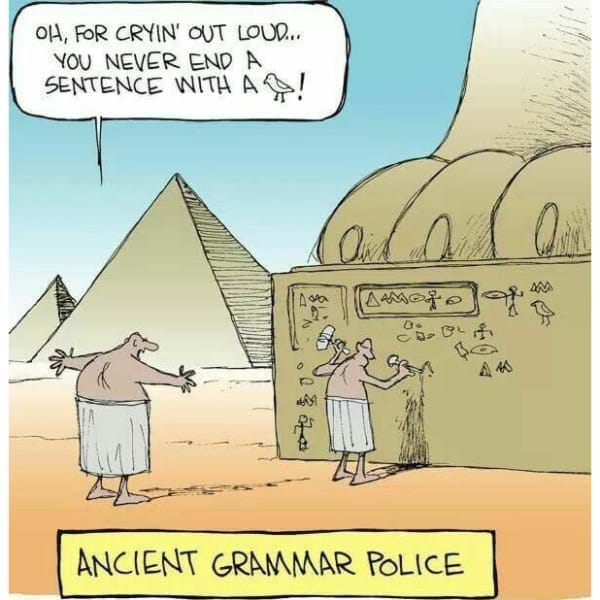 OH, FOR CRYIN' OUT LOUD...
YOU NEVER END A
SENTENCE WITH A 𓅪!
ANCIENT GRAMMAR POLICE